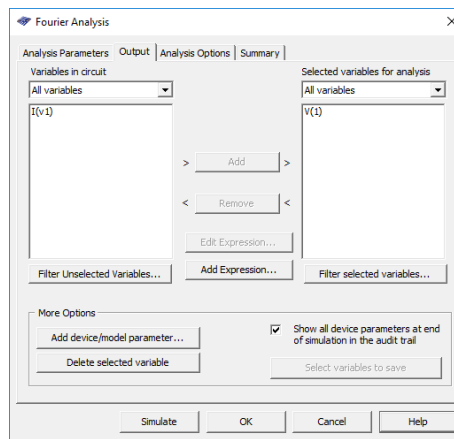 Fourier Analysis
Analysis Parameters Output Analysis Options Summary
Variables in circuit
Selected variables for analysis
All variables
All variables
I(v1)
V(1)
> Add >
< Remove <
Edit Expression...
Add Expression...
Filter Unselected Variables...
Filter selected variables...
More Options
Add device/model parameter...
Delete selected variable
Show all device parameters at end
of simulation in the audit trail
Select variables to save
Simulate OK Cancel Help